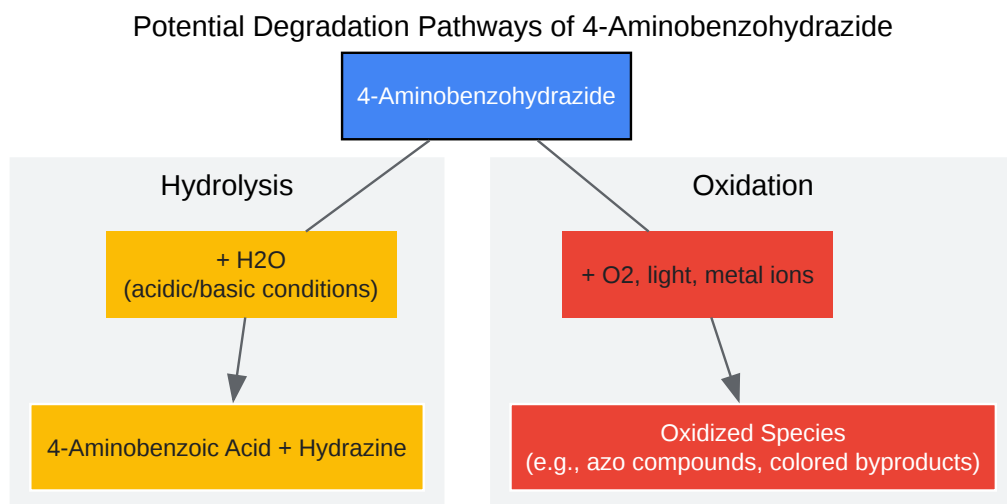 Potential Degradation Pathways of 4-Aminobenzohydrazide
4-Aminobenzohydrazide
Hydrolysis
+ H2O
(acidic/basic conditions)
4-Aminobenzoic Acid + Hydrazine
Oxidation
+ O2, light, metal ions
Oxidized Species
(e.g., azo compounds, colored byproducts)